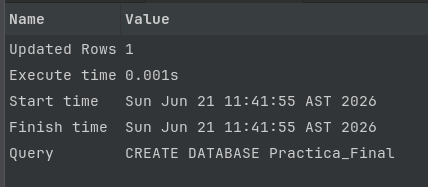 Name Value
Updated Rows 1
Execute time 0.001s
Start time Sun Jun 21 11:41:55 AST 2026
Finish time Sun Jun 21 11:41:55 AST 2026
Query CREATE DATABASE Practica_Final